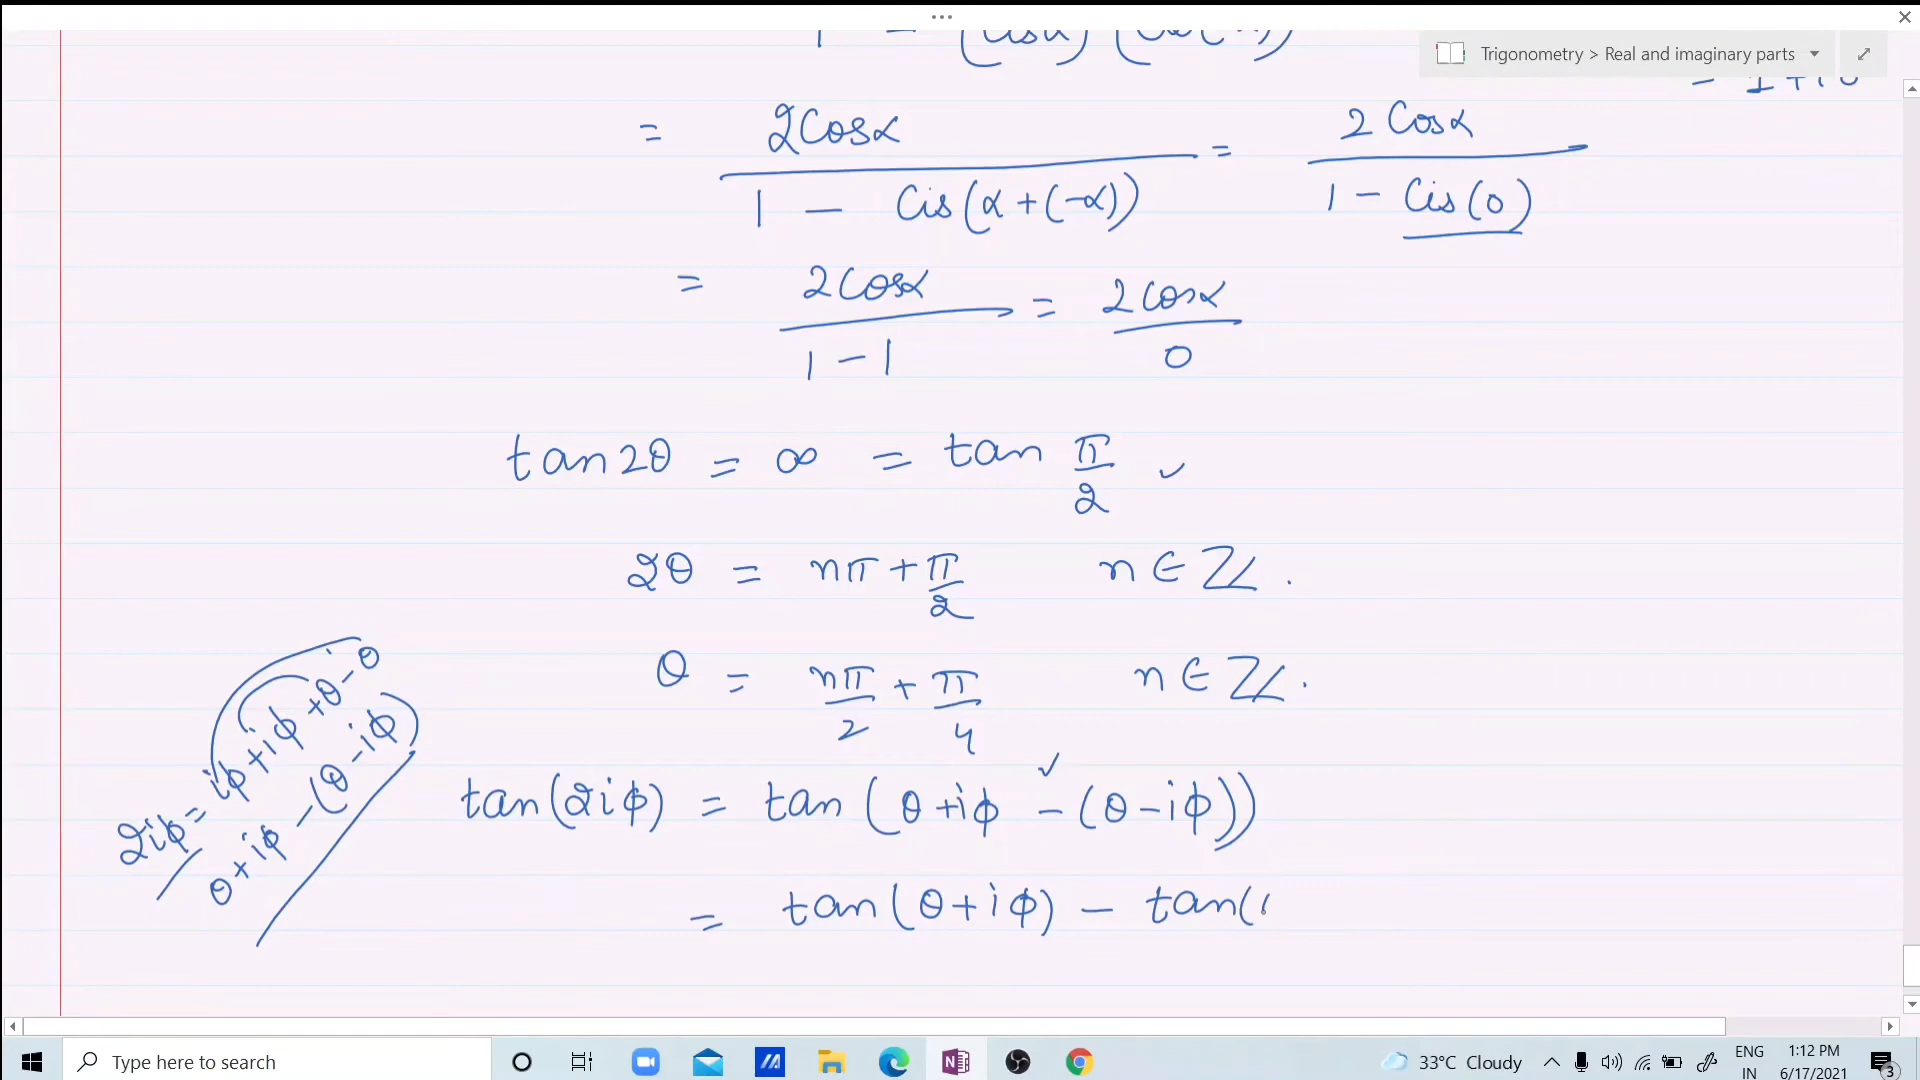 Trigonometry > Real and imaginary parts
= 2Cosα / 1 − Cis(α+(−α)) = 2Cosα / 1 − Cis(0)
= 2Cosα / 1−1 = 2Cosα / 0
tan2θ = ∞ = tan π/2 ✓
2θ = nπ + π/2 n ∈ ℤ.
θ = nπ/2 + π/4 n ∈ ℤ.
2iφ = iφ+iφ+θ−θ
θ+iφ−(θ−iφ)
tan(2iφ) = tan(θ+iφ − (θ−iφ))
= tan(θ+iφ) − tan(
Type here to search
33°C Cloudy
ENG
IN
1:12 PM
6/17/2021
3